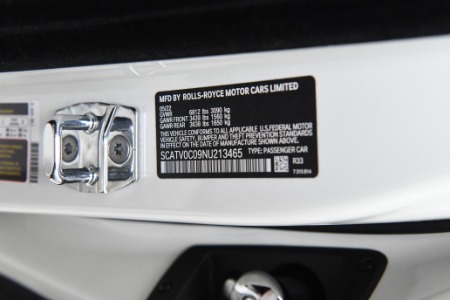 MFD BY ROLLS-ROYCE MOTOR CARS LIMITED
05/22
GVWR 6812 lbs 3090 kg
GAWR FRONT 3439 lbs 1560 kg
GAWR REAR 3638 lbs 1650 kg
THIS VEHICLE CONFORMS TO ALL APPLICABLE U.S.FEDERAL MOTOR
VEHICLE SAFETY, BUMPER AND THEFT PREVENTION STANDARDS
IN EFFECT ON THE DATE OF MANUFACTURE SHOWN ABOVE.
SCATV0C09NU213465 TYPE: PASSENGER CAR
R33